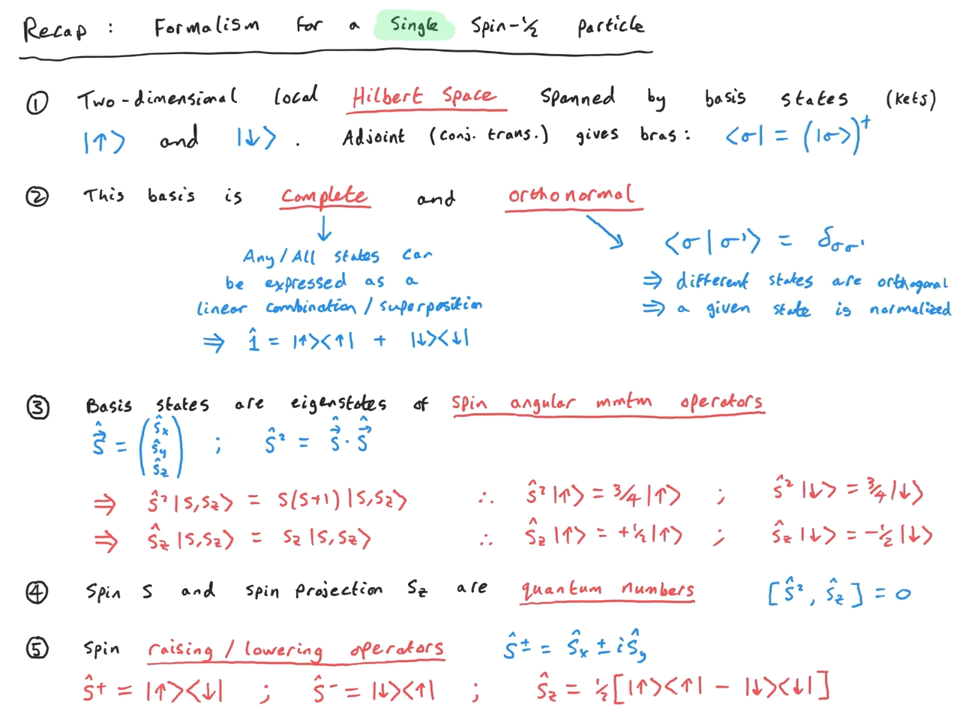 Recap : Formalism for a Single Spin-½ Particle
① Two-dimensional local Hilbert Space spanned by basis states (kets)
|↑⟩ and |↓⟩ . Adjoint (conj. trans.) gives bras : ⟨σ| = (|σ⟩)†
② This basis is Complete and Orthonormal
⟨σ|σ'⟩ = δσσ'
Any/All states can
be expressed as a
linear combination / superposition
⇒ 1̂ = |↑⟩⟨↑| + |↓⟩⟨↓|
⇒ different states are orthogonal
⇒ a given state is normalized
③ Basis states are eigenstates of Spin angular mmtm operators
Ŝ⃗ = (Ŝx Ŝy Ŝz) ; Ŝ² = Ŝ⃗ · Ŝ⃗
⇒ Ŝ² |S,Sz⟩ = S(S+1) |S,Sz⟩ ∴ Ŝ² |↑⟩ = 3/4 |↑⟩ ; Ŝ² |↓⟩ = 3/4 |↓⟩
⇒ Ŝz |S,Sz⟩ = Sz |S,Sz⟩ ∴ Ŝz |↑⟩ = +½ |↑⟩ ; Ŝz |↓⟩ = -½ |↓⟩
④ Spin S and spin projection Sz are quantum numbers [Ŝ², Ŝz] = 0
⑤ Spin raising / lowering operators Ŝ± = Ŝx ± iŜy
Ŝ+ = |↑⟩⟨↓| ; Ŝ- = |↓⟩⟨↑| ; Ŝz = ½ [|↑⟩⟨↑| - |↓⟩⟨↓|]